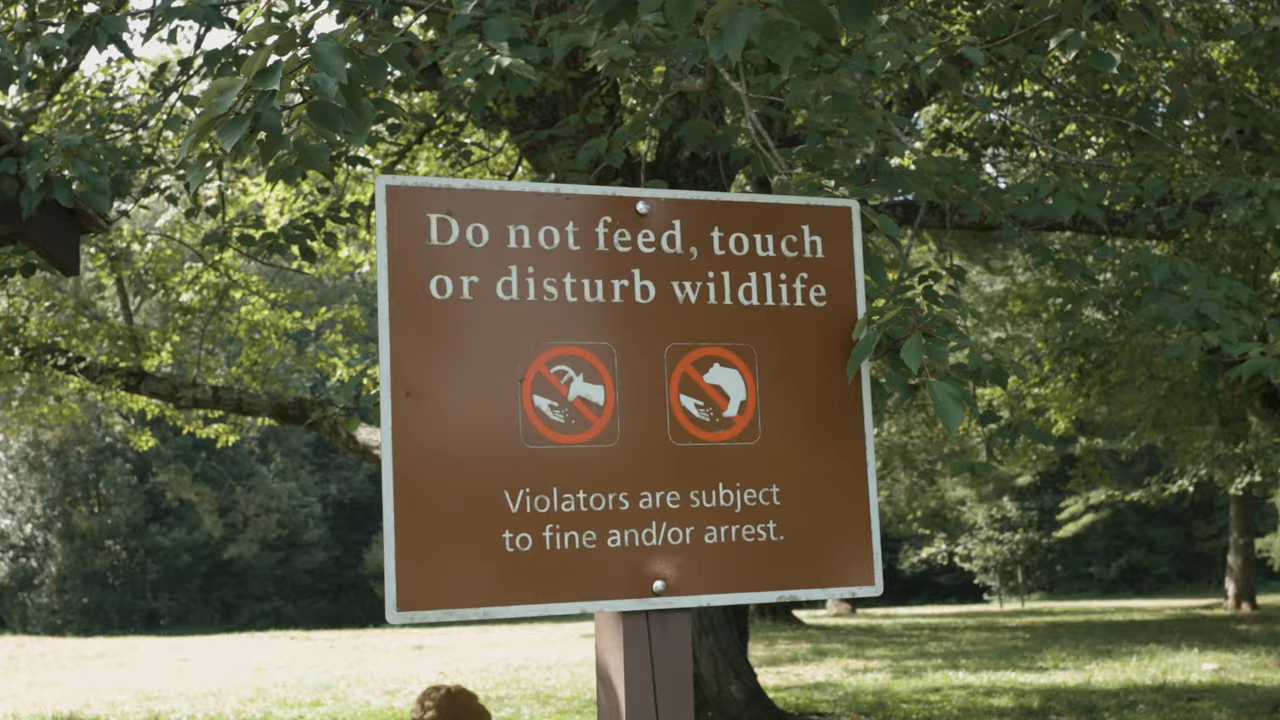 Do not feed, touch
or disturb wildlife
Violators are subject
to fine and/or arrest.